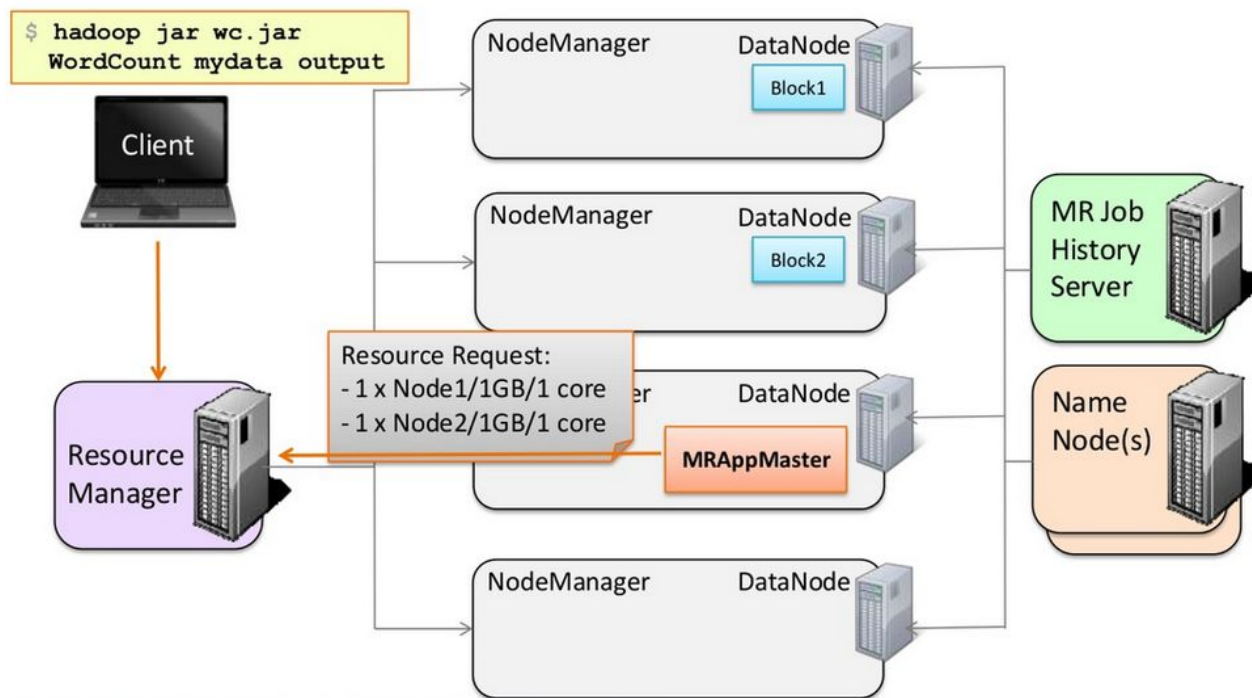 $ hadoop jar wc.jar
WordCount mydata output
Client
NodeManager
DataNode
Block1
NodeManager
DataNode
Block2
MR Job
History
Server
Resource Request:
- 1 x Node1/1GB/1 core
- 1 x Node2/1GB/1 core
DataNode
MRAppMaster
Resource
Manager
Name
Node(s)
NodeManager
DataNode